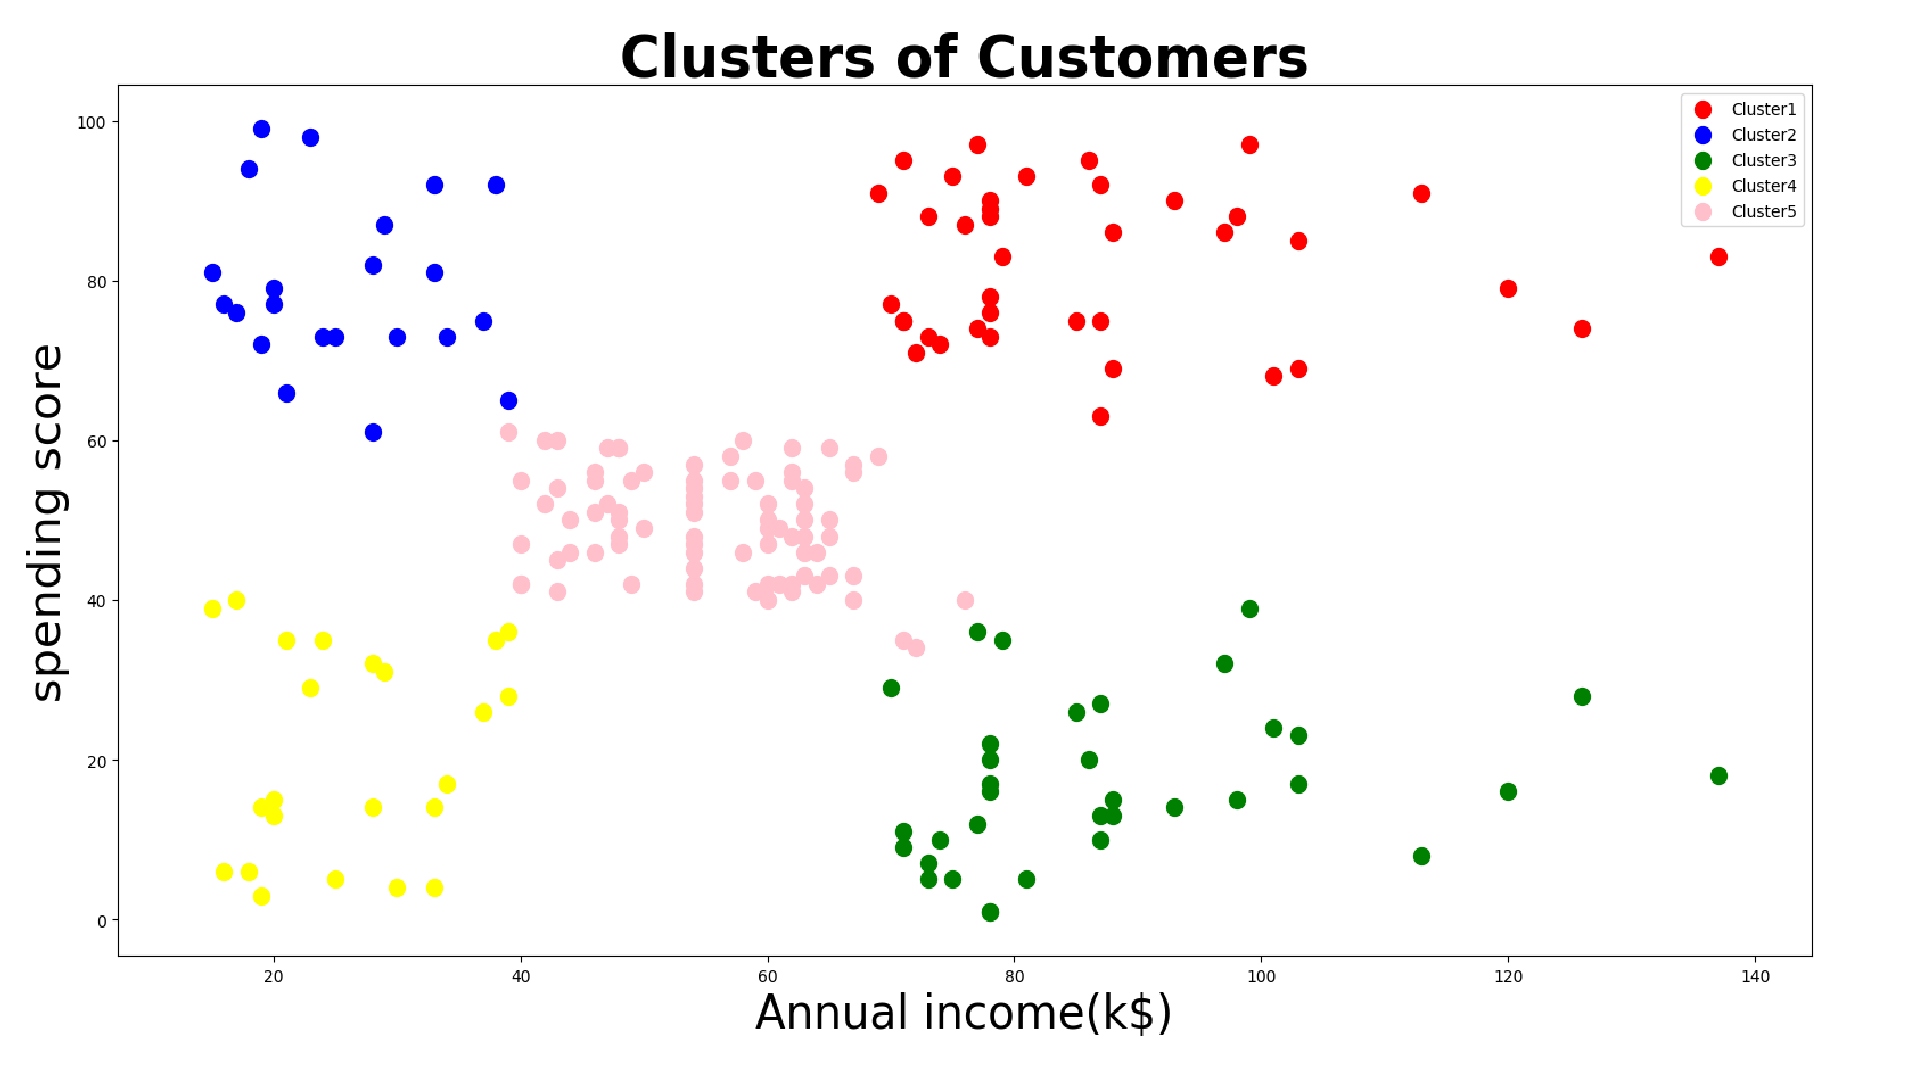 Clusters of Customers
Cluster1
Cluster2
Cluster3
Cluster4
Cluster5
spending score
100
80
60
40
20
0
20 40 60 80 100 120 140
Annual income(k$)